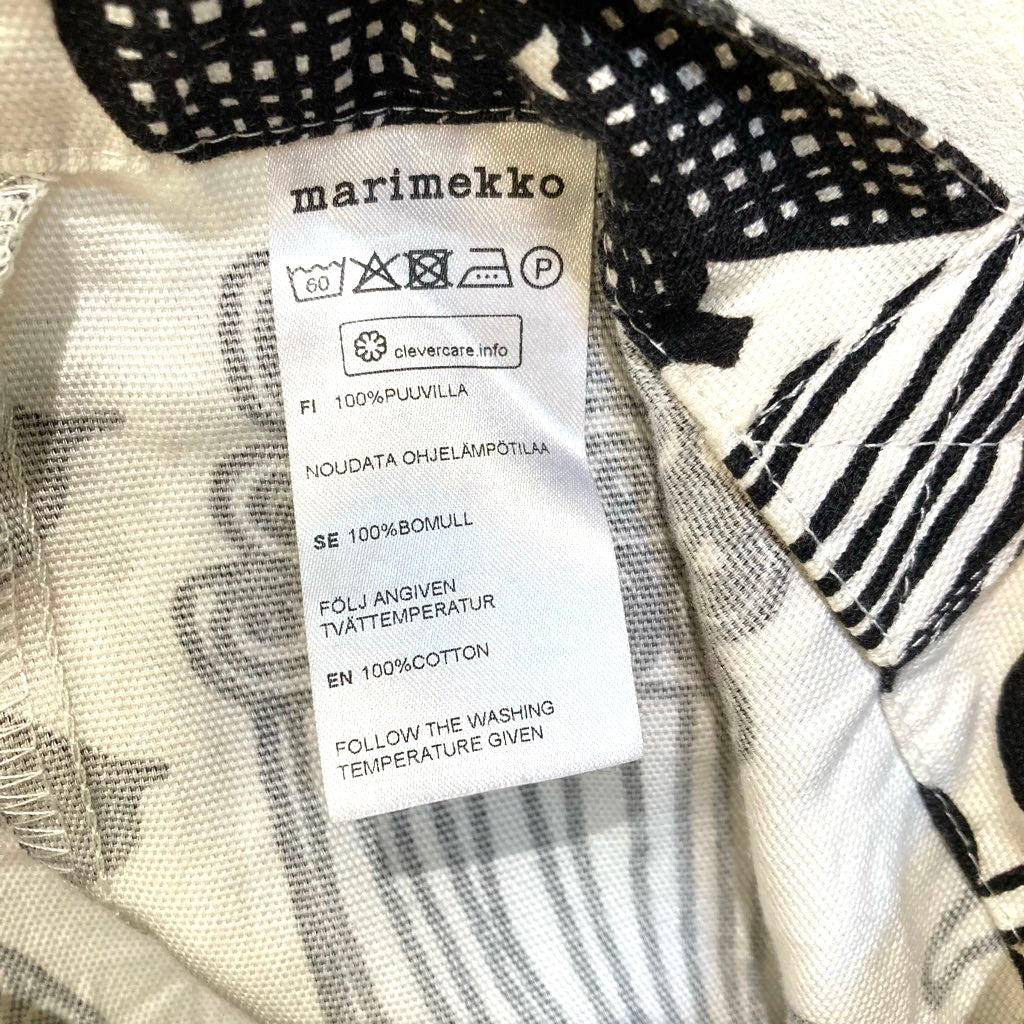 marimekko
60 P
clevercare.info
FI 100%PUUVILLA
NOUDATA OHJELÄMPÖTILAA
SE 100%BOMULL
FÖLJ ANGIVEN
TVÄTTEMPERATUR
EN 100%COTTON
FOLLOW THE WASHING
TEMPERATURE GIVEN